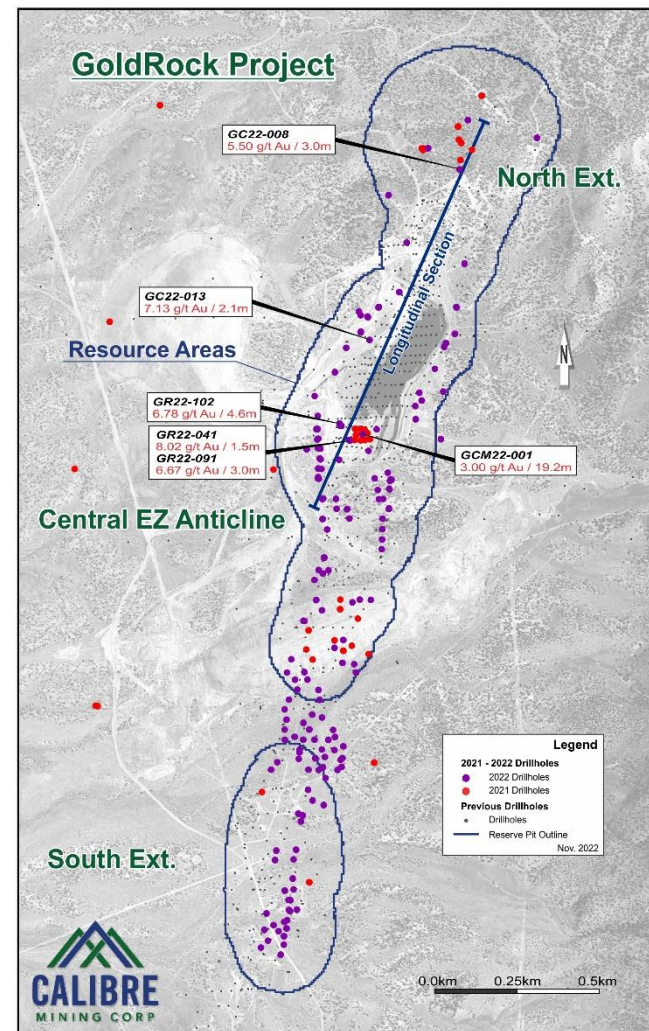 GoldRock Project
GC22-008
5.50 g/t Au / 3.0m
North Ext.
Longitudinal Section
GC22-013
7.13 g/t Au / 2.1m
Resource Areas
N
GR22-102
6.78 g/t Au / 4.6m
GR22-041
8.02 g/t Au / 1.5m
GR22-091
6.67 g/t Au / 3.0m
GCM22-001
3.00 g/t Au / 19.2m
Central EZ Anticline
Legend
2021 - 2022 Drillholes
2022 Drillholes
2021 Drillholes
Previous Drillholes
Drillholes
Reserve Pit Outline
Nov. 2022
South Ext.
CALIBRE
MINING CORP
0.0km 0.25km 0.5km